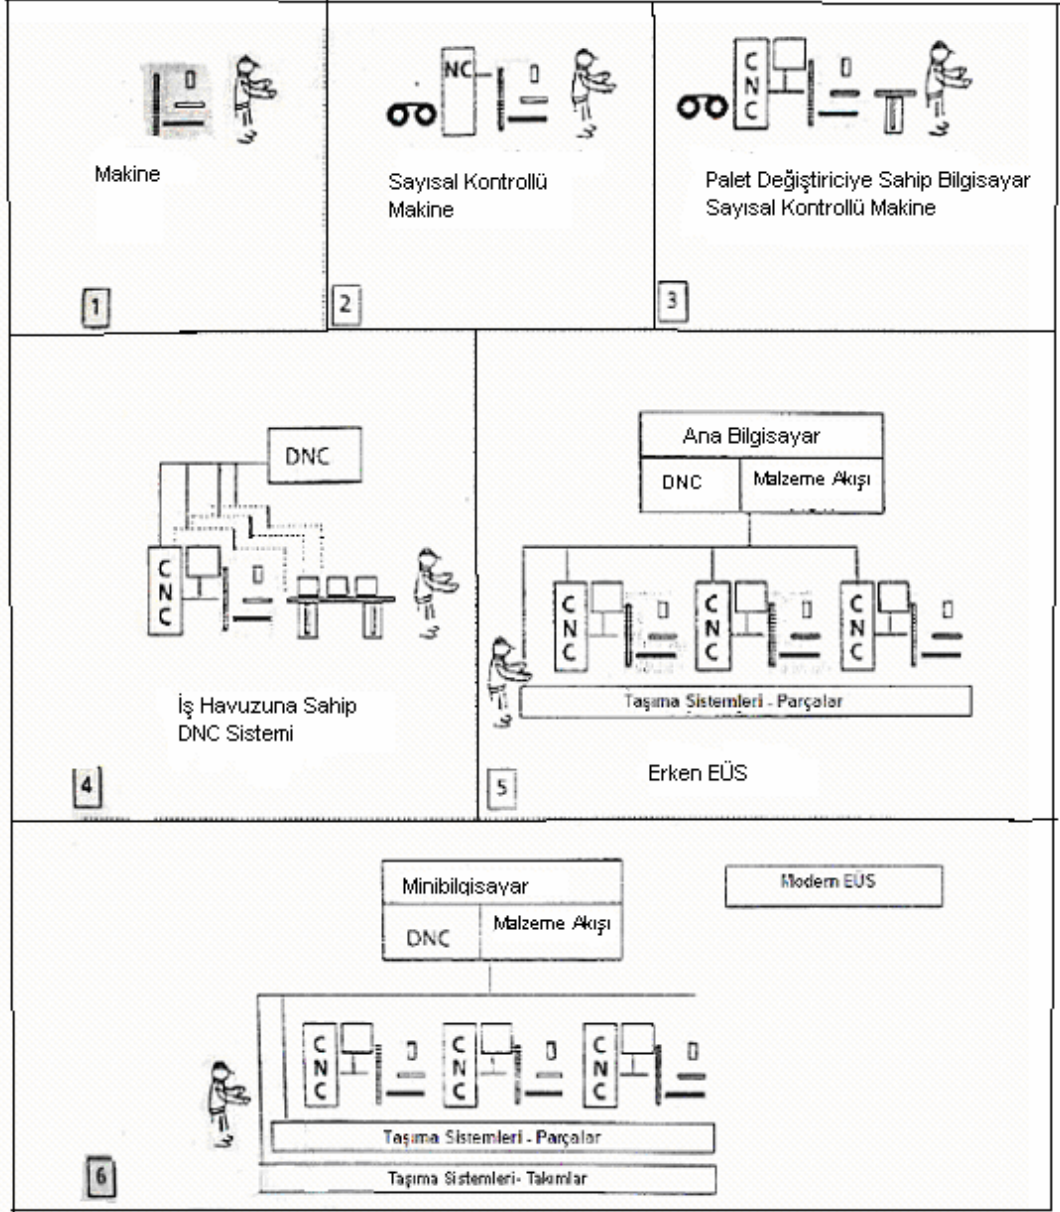 Makine
1
NC
Sayısal Kontrollü
Makine
2
CNC
Palet Değiştiriciye Sahip Bilgisayar
Sayısal Kontrollü Makine
3
DNC
CNC
İş Havuzuna Sahip
DNC Sistemi
4
Ana Bilgisayar
DNC
Malzeme Akışı
CNC
CNC
CNC
Taşıma Sistemleri - Parçalar
Erken EÜS
5
Minibilgisayar
DNC
Malzeme Akışı
Modern EÜS
CNC
CNC
CNC
Taşıma Sistemleri - Parçalar
Taşıma Sistemleri- Takımlar
6